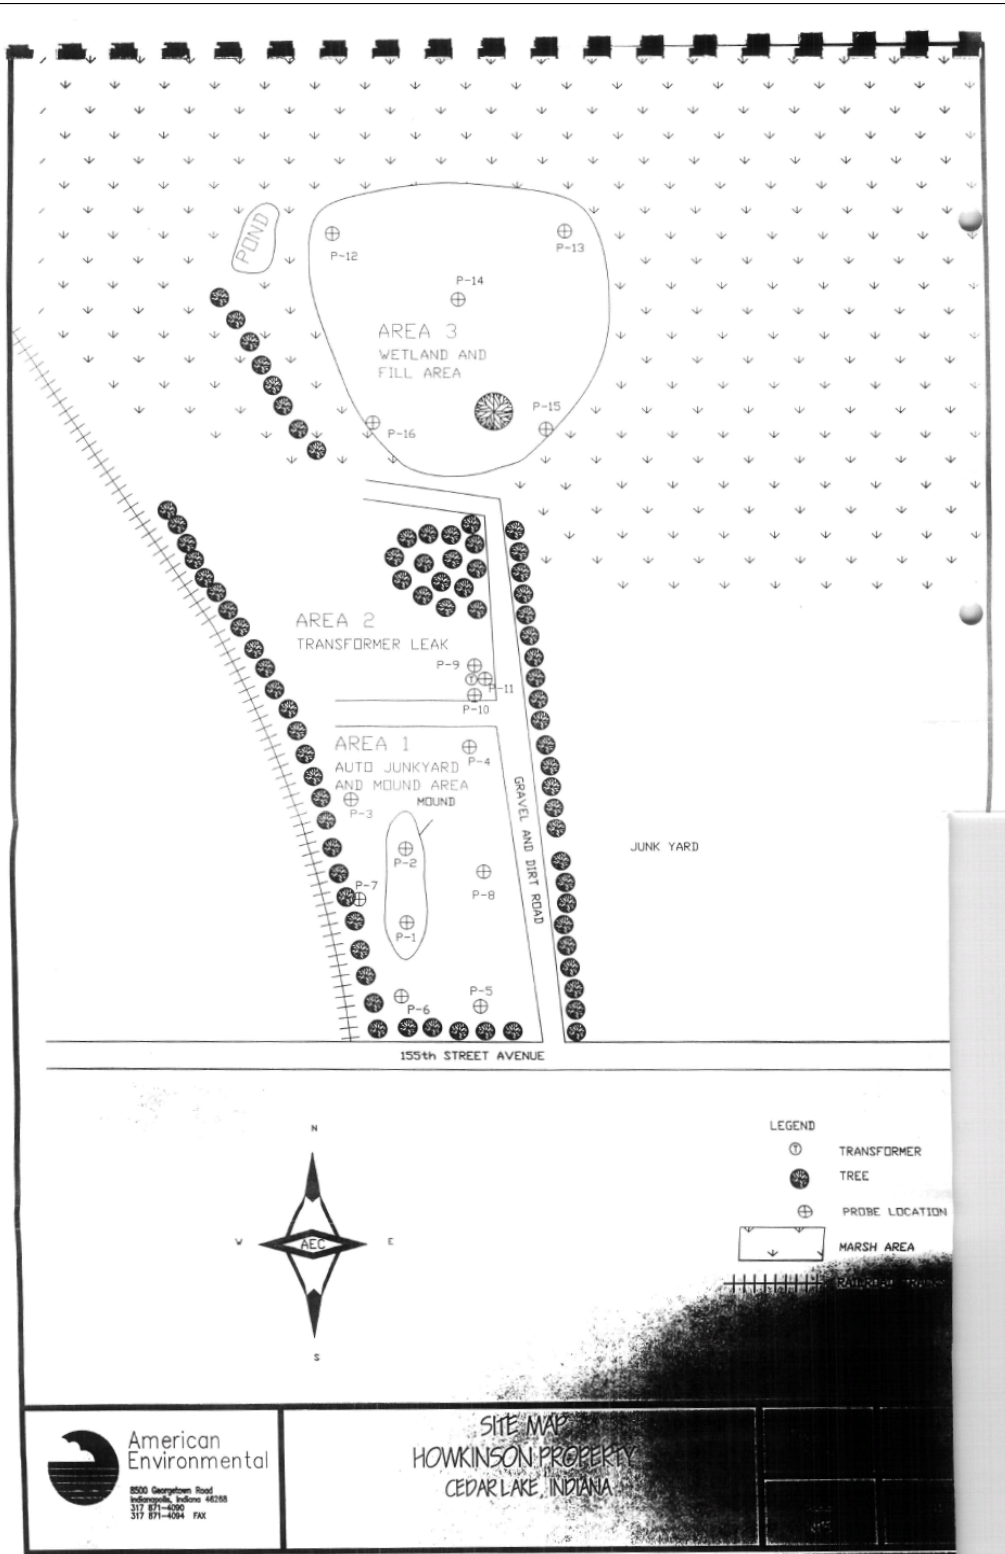 POND
P-12
P-13
P-14
AREA 3
WETLAND AND
FILL AREA
P-15
P-16
AREA 2
TRANSFORMER LEAK
P-9
T
P-11
P-10
AREA 1
AUTO JUNKYARD
AND MOUND AREA
P-4
MOUND
P-3
GRAVEL AND DIRT ROAD
JUNK YARD
P-2
P-7
P-8
P-1
P-5
P-6
155th STREET AVENUE
N
W
AEC
E
S
LEGEND
T
TRANSFORMER
TREE
PROBE LOCATION
MARSH AREA
RAILROAD TRACKS
American
Environmental
8500 Georgetown Road
Indianapolis, Indiana 46268
317 871-4090
317 871-4094 FAX
SITE MAP
HOWKINSON PROPERTY
CEDAR LAKE, INDIANA